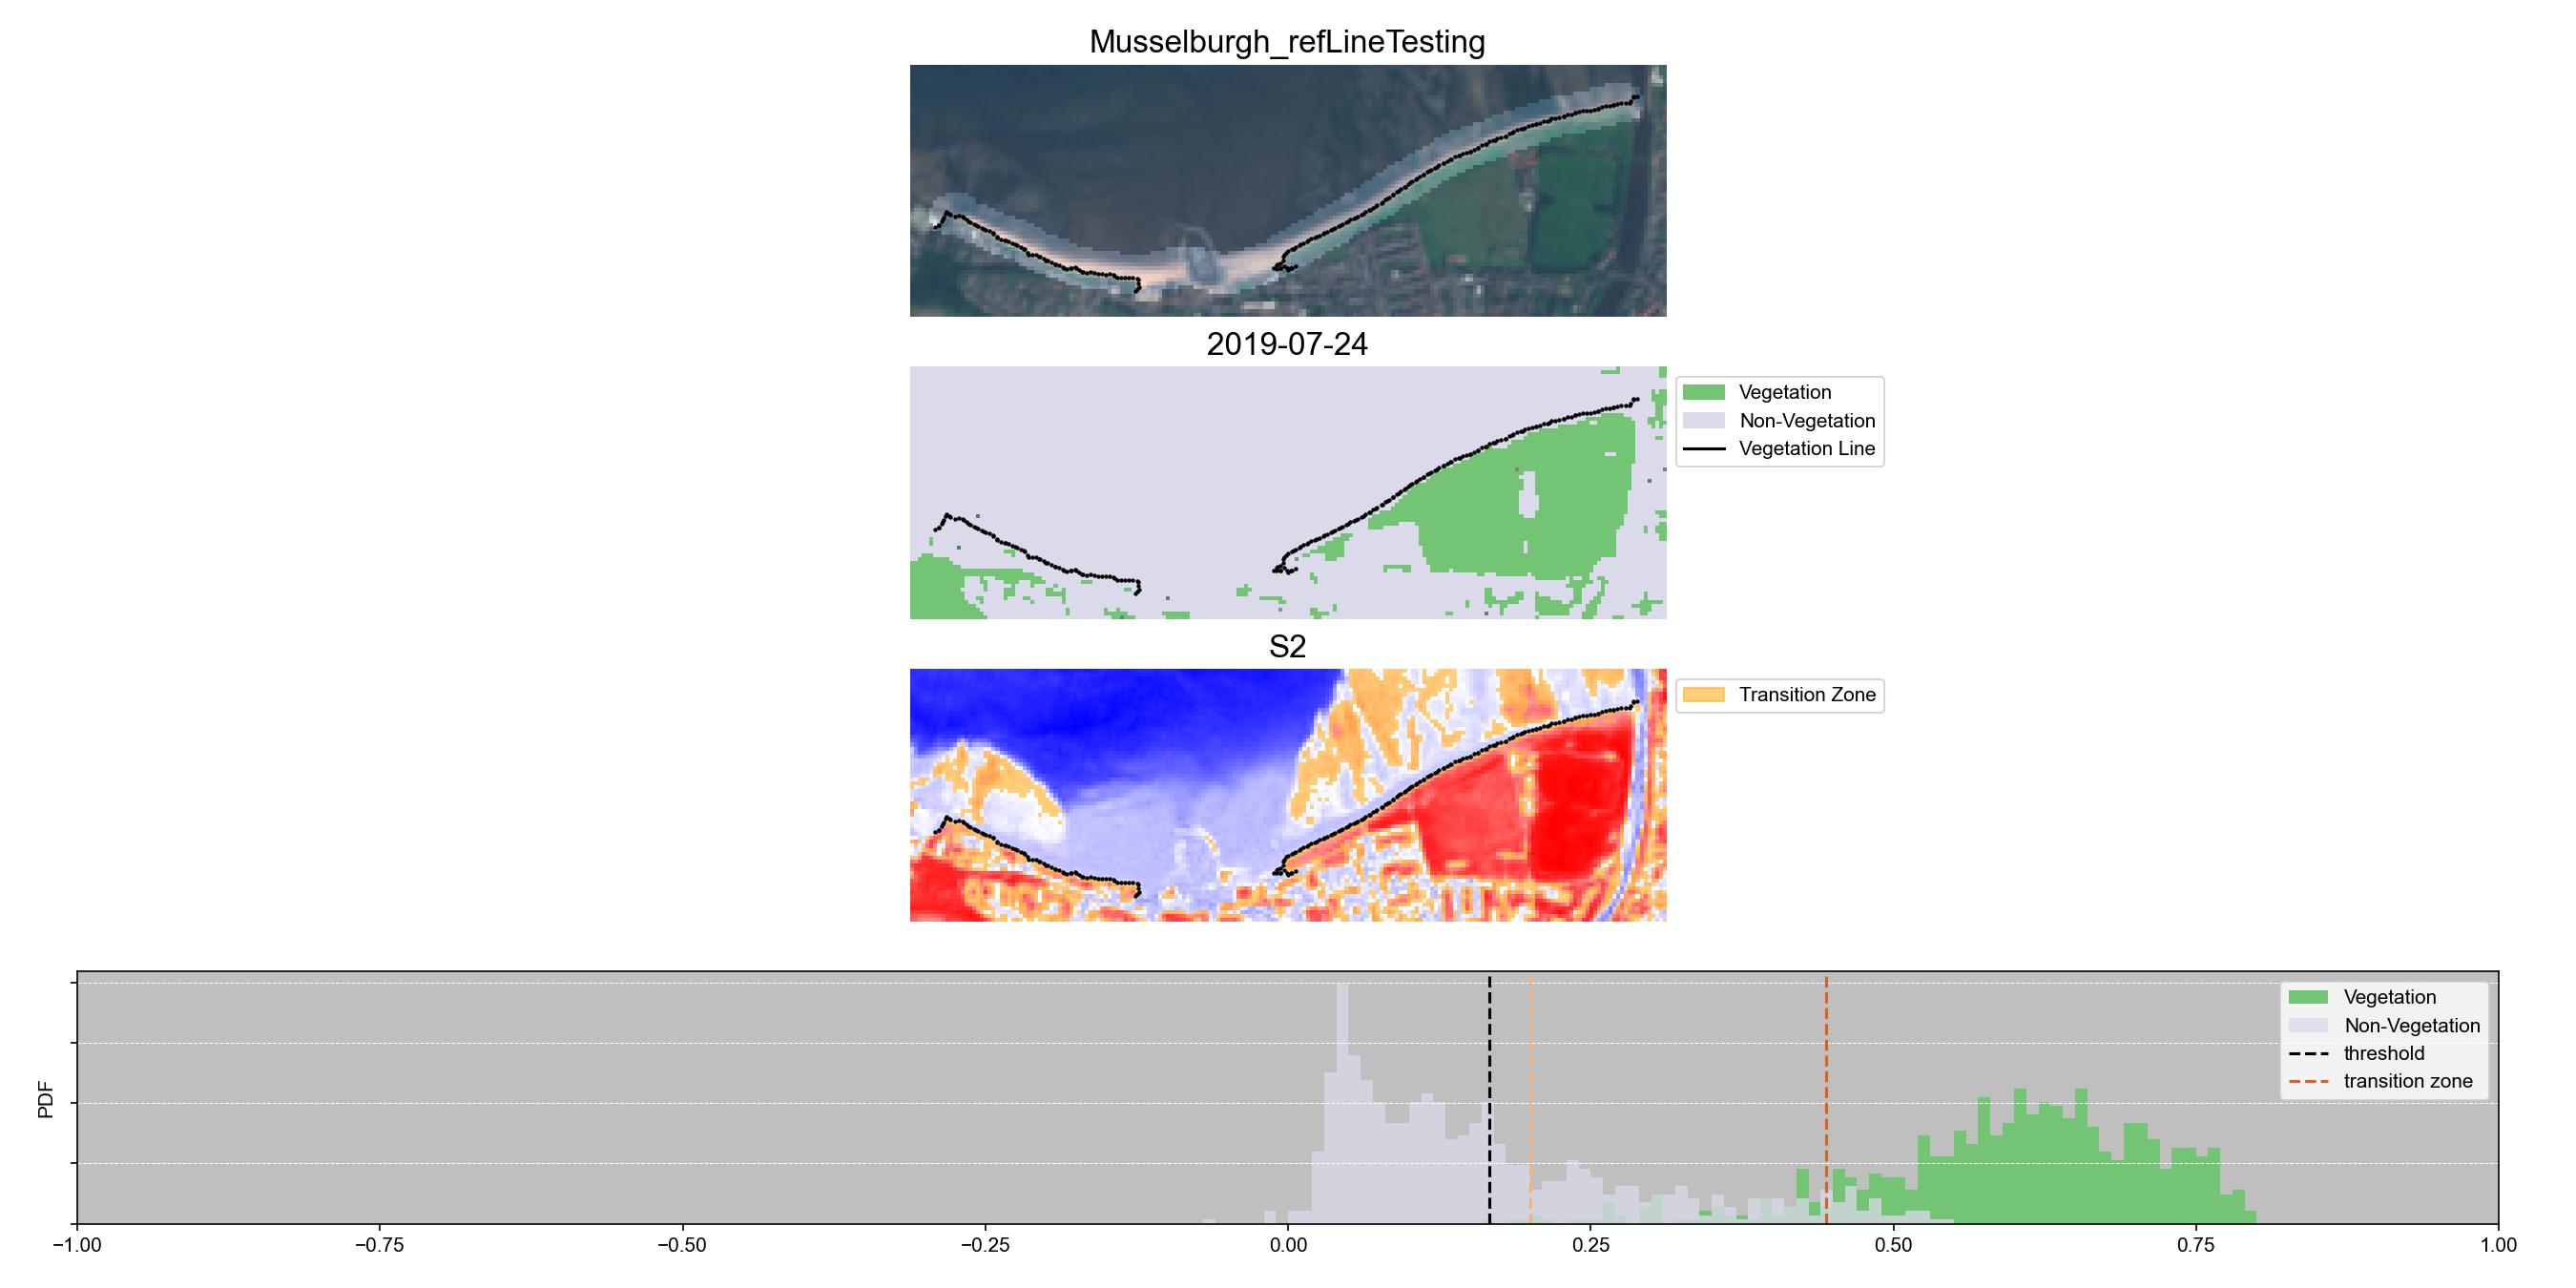 Musselburgh_refLineTesting
2019-07-24
Vegetation
Non-Vegetation
Vegetation Line
S2
Transition Zone
PDF
Vegetation
Non-Vegetation
threshold
transition zone
−1.00 −0.75 −0.50 −0.25 0.00 0.25 0.50 0.75 1.00